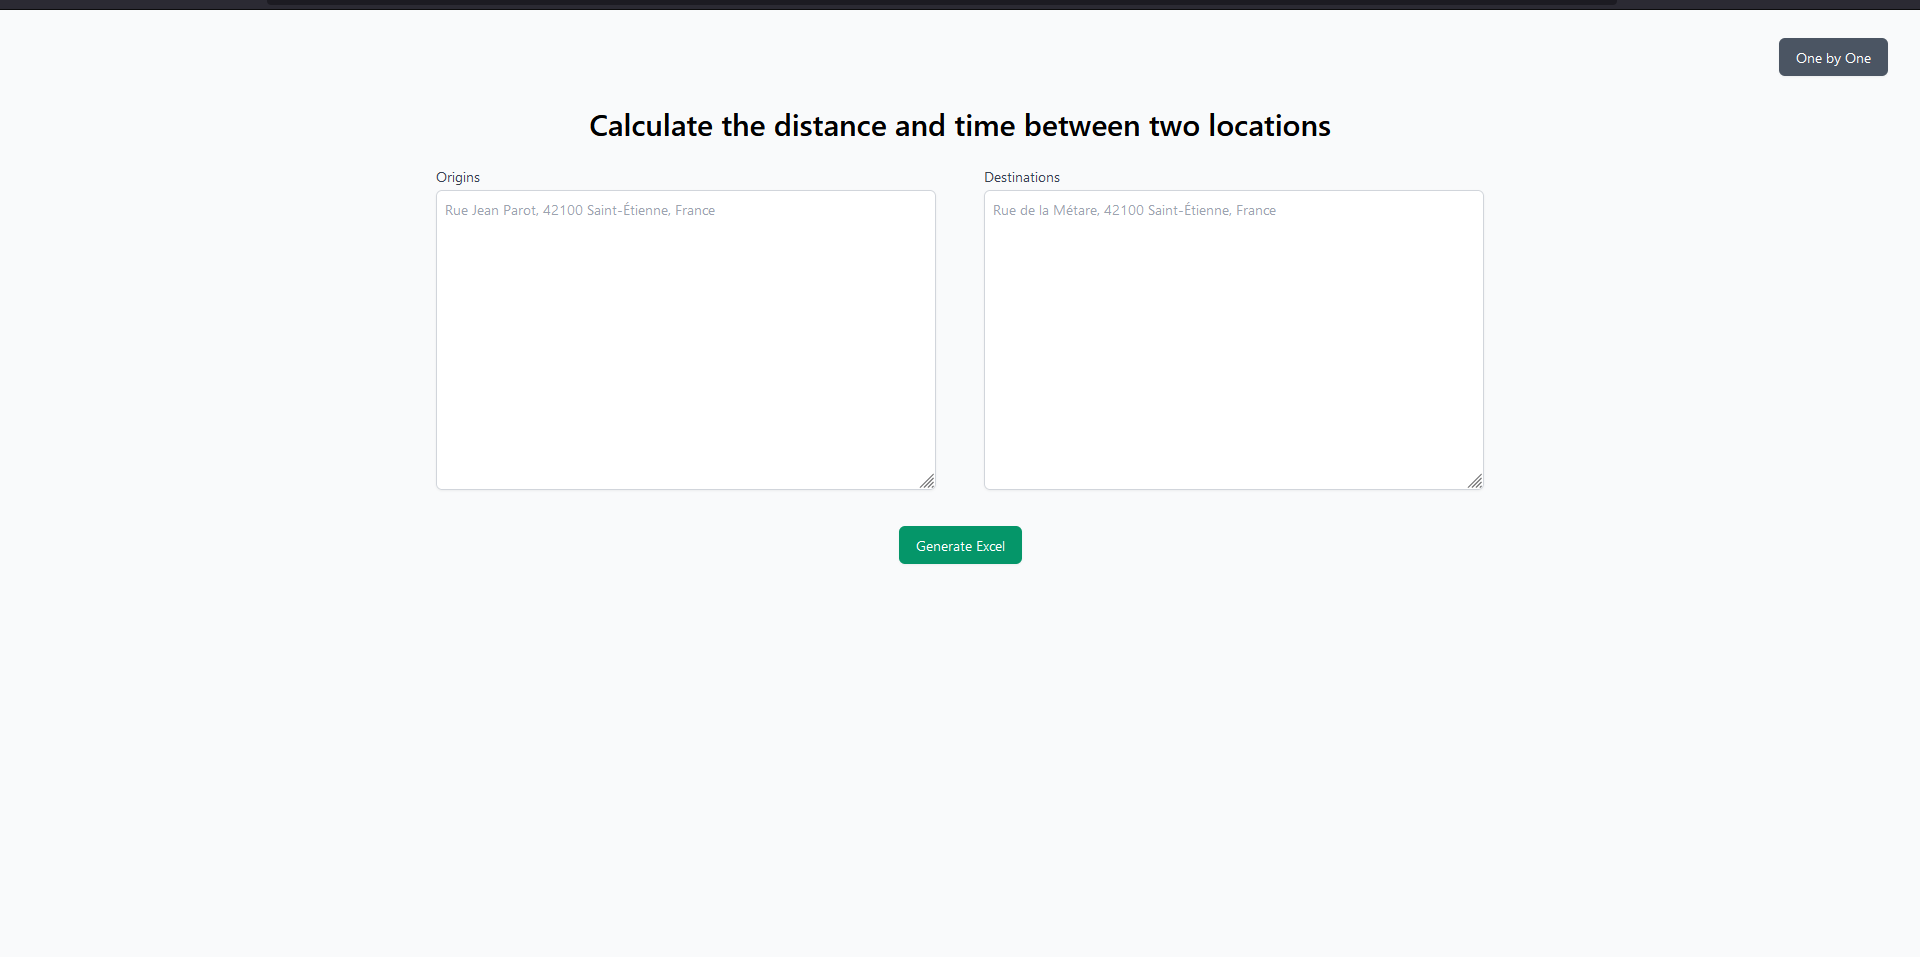 One by One
Calculate the distance and time between two locations
Origins
Destinations
Rue Jean Parot, 42100 Saint-Étienne, France
Rue de la Métare, 42100 Saint-Étienne, France
Generate Excel